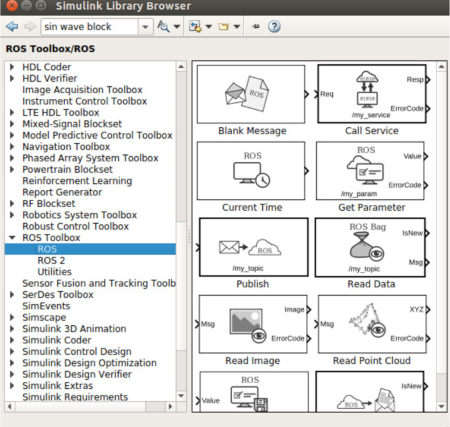 Simulink Library Browser
sin wave block
ROS Toolbox/ROS
HDL Coder
HDL Verifier
Image Acquisition Toolbox
Instrument Control Toolbox
LTE HDL Toolbox
Mixed-Signal Blockset
Model Predictive Control Toolbox
Navigation Toolbox
Phased Array System Toolbox
Powertrain Blockset
Reinforcement Learning
Report Generator
RF Blockset
Robotics System Toolbox
Robust Control Toolbox
ROS Toolbox
ROS
ROS 2
Utilities
Sensor Fusion and Tracking Toolb
SerDes Toolbox
SimEvents
Simscape
Simulink 3D Animation
Simulink Coder
Simulink Control Design
Simulink Design Optimization
Simulink Design Verifier
Simulink Extras
Simulink Requirements
ROS
Blank Message
Req
Resp
01010
01010
/my_service
ErrorCode
Call Service
ROS
Current Time
ROS
Value
/my_param
ErrorCode
Get Parameter
ROS
/my_topic
Publish
ROS Bag
IsNew
/my_topic
Msg
Read Data
Msg
Image
ErrorCode
Read Image
Msg
XYZ
ErrorCode
Read Point Cloud
ROS
Value
ROS
IsNew